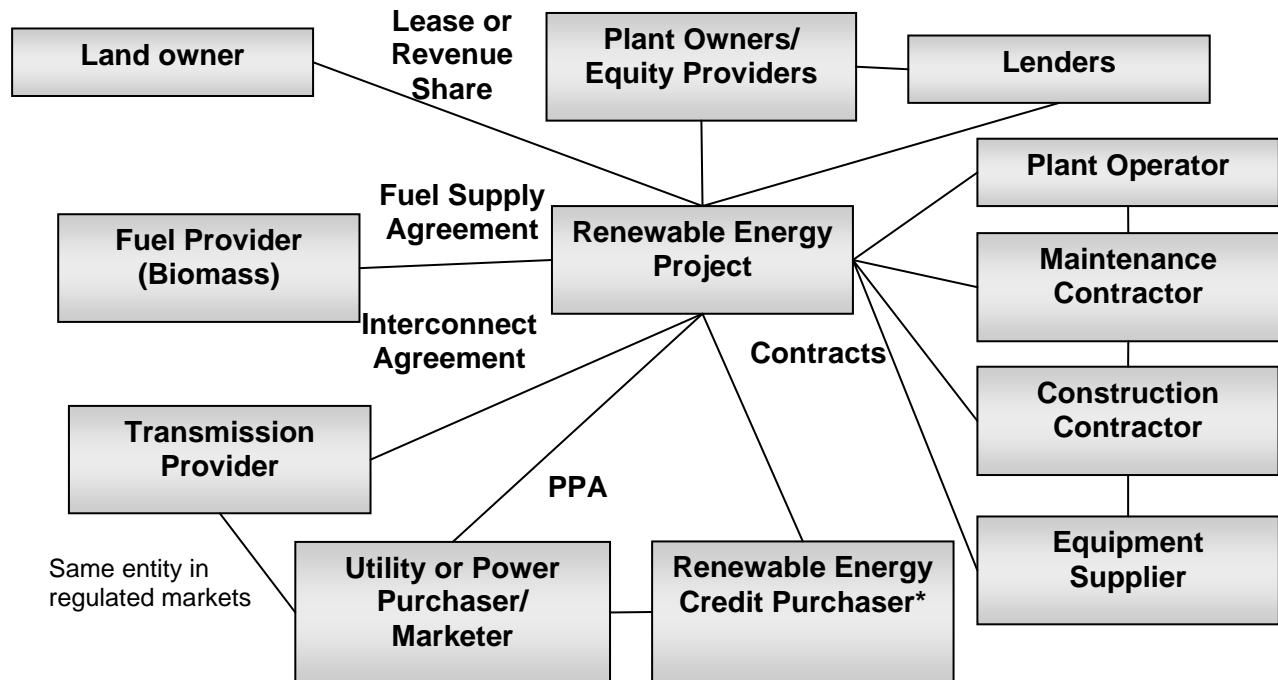 Land owner
Lease or
Revenue
Share
Plant Owners/
Equity Providers
Lenders
Plant Operator
Fuel Supply
Agreement
Fuel Provider
(Biomass)
Renewable Energy
Project
Maintenance
Contractor
Interconnect
Agreement
Contracts
Construction
Contractor
Transmission
Provider
PPA
Same entity in
regulated markets
Utility or Power
Purchaser/
Marketer
Renewable Energy
Credit Purchaser*
Equipment
Supplier